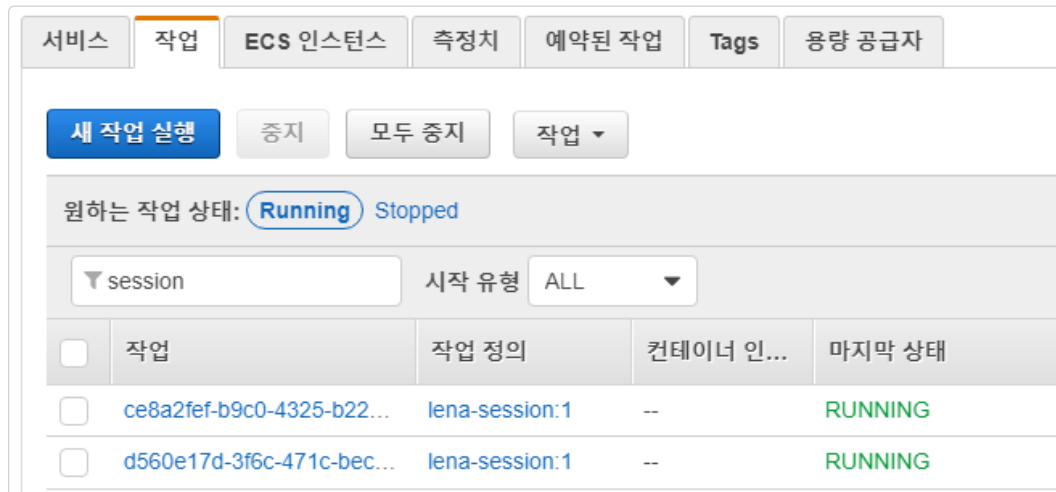 서비스 작업 ECS 인스턴스 측정치 예약된 작업 Tags 용량 공급자
새 작업 실행 중지 모두 중지 작업
원하는 작업 상태: Running Stopped
session 시작 유형 ALL
작업 작업 정의 컨테이너 인... 마지막 상태
ce8a2fef-b9c0-4325-b22... lena-session:1 -- RUNNING
d560e17d-3f6c-471c-bec... lena-session:1 -- RUNNING